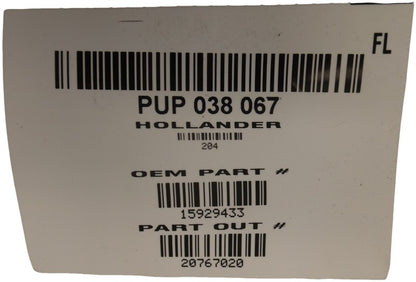 FL
PUP 038 067
HOLLANDER
204
OEM PART #
15929433
PART OUT #
20767020